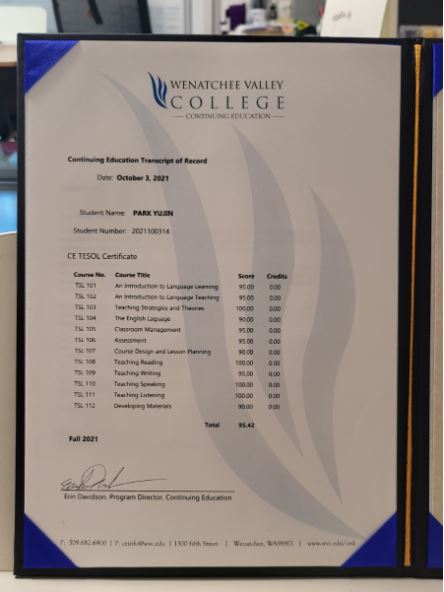 WENATCHEE VALLEY
COLLEGE
CONTINUING EDUCATION
Continuing Education Transcript of Record
Date: October 3, 2021
Student Name: PARK YUJIN
Student Number: 2021100314
CE TESOL Certificate
Course No. Course Title Score Credits
TSL 101 An Introduction to Language Learning 95.00 0.00
TSL 102 An Introduction to Language Teaching 95.00 0.00
TSL 103 Teaching Strategies and Theories 100.00 0.00
TSL 104 The English Laguage 90.00 0.00
TSL 105 Classroom Management 95.00 0.00
TSL 106 Assessment 95.00 0.00
TSL 107 Course Design and Lesson Planning 90.00 0.00
TSL 108 Teaching Reading 100.00 0.00
TSL 109 Teaching Writing 95.00 0.00
TSL 110 Teaching Speaking 100.00 0.00
TSL 111 Teaching Listening 100.00 0.00
TSL 112 Developing Materials 90.00 0.00
Total 95.42
Fall 2021
Erin Davidson, Program Director, Continuing Education
P: 509.682.6900 | F: ceinfo@wvc.edu | 1300 Fifth Street | Wenatchee, WA98801 | www.wvc.edu/ced